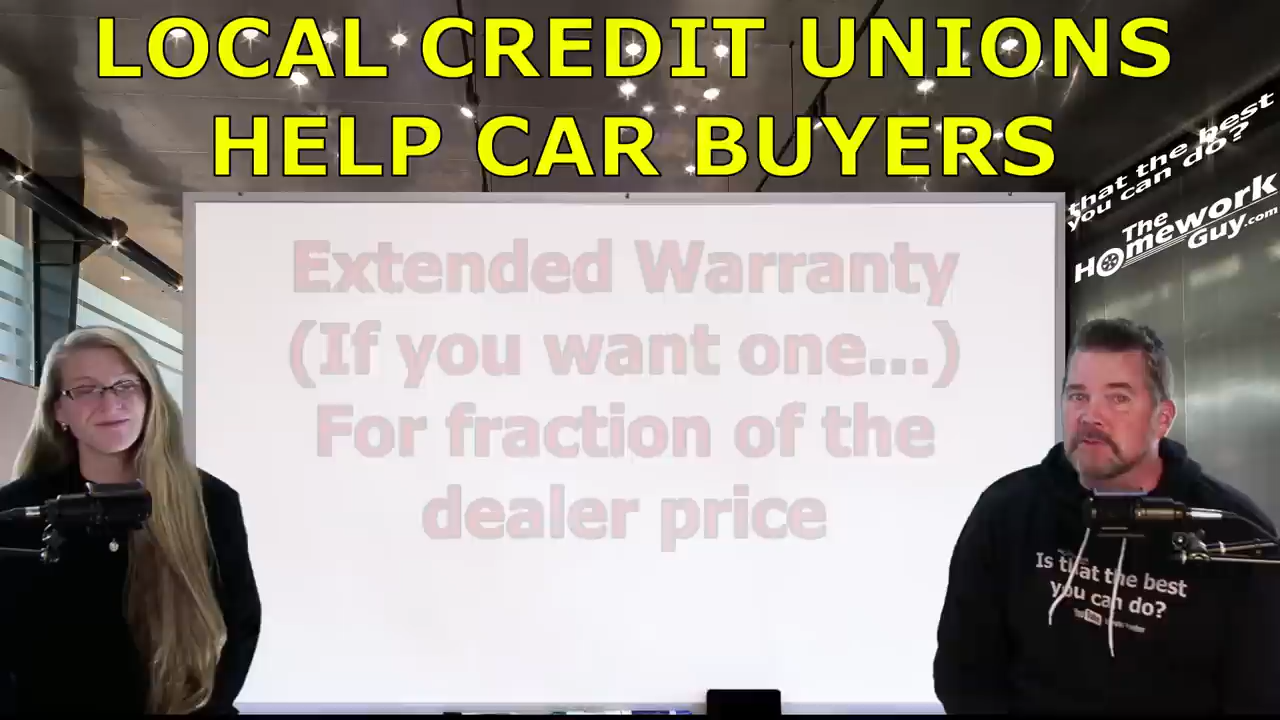 LOCAL CREDIT UNIONS
HELP CAR BUYERS
that the best
you can do?
The
Homework
Guy.com
Extended Warranty
(If you want one...)
For fraction of the
dealer price
Is that the best
you can do?